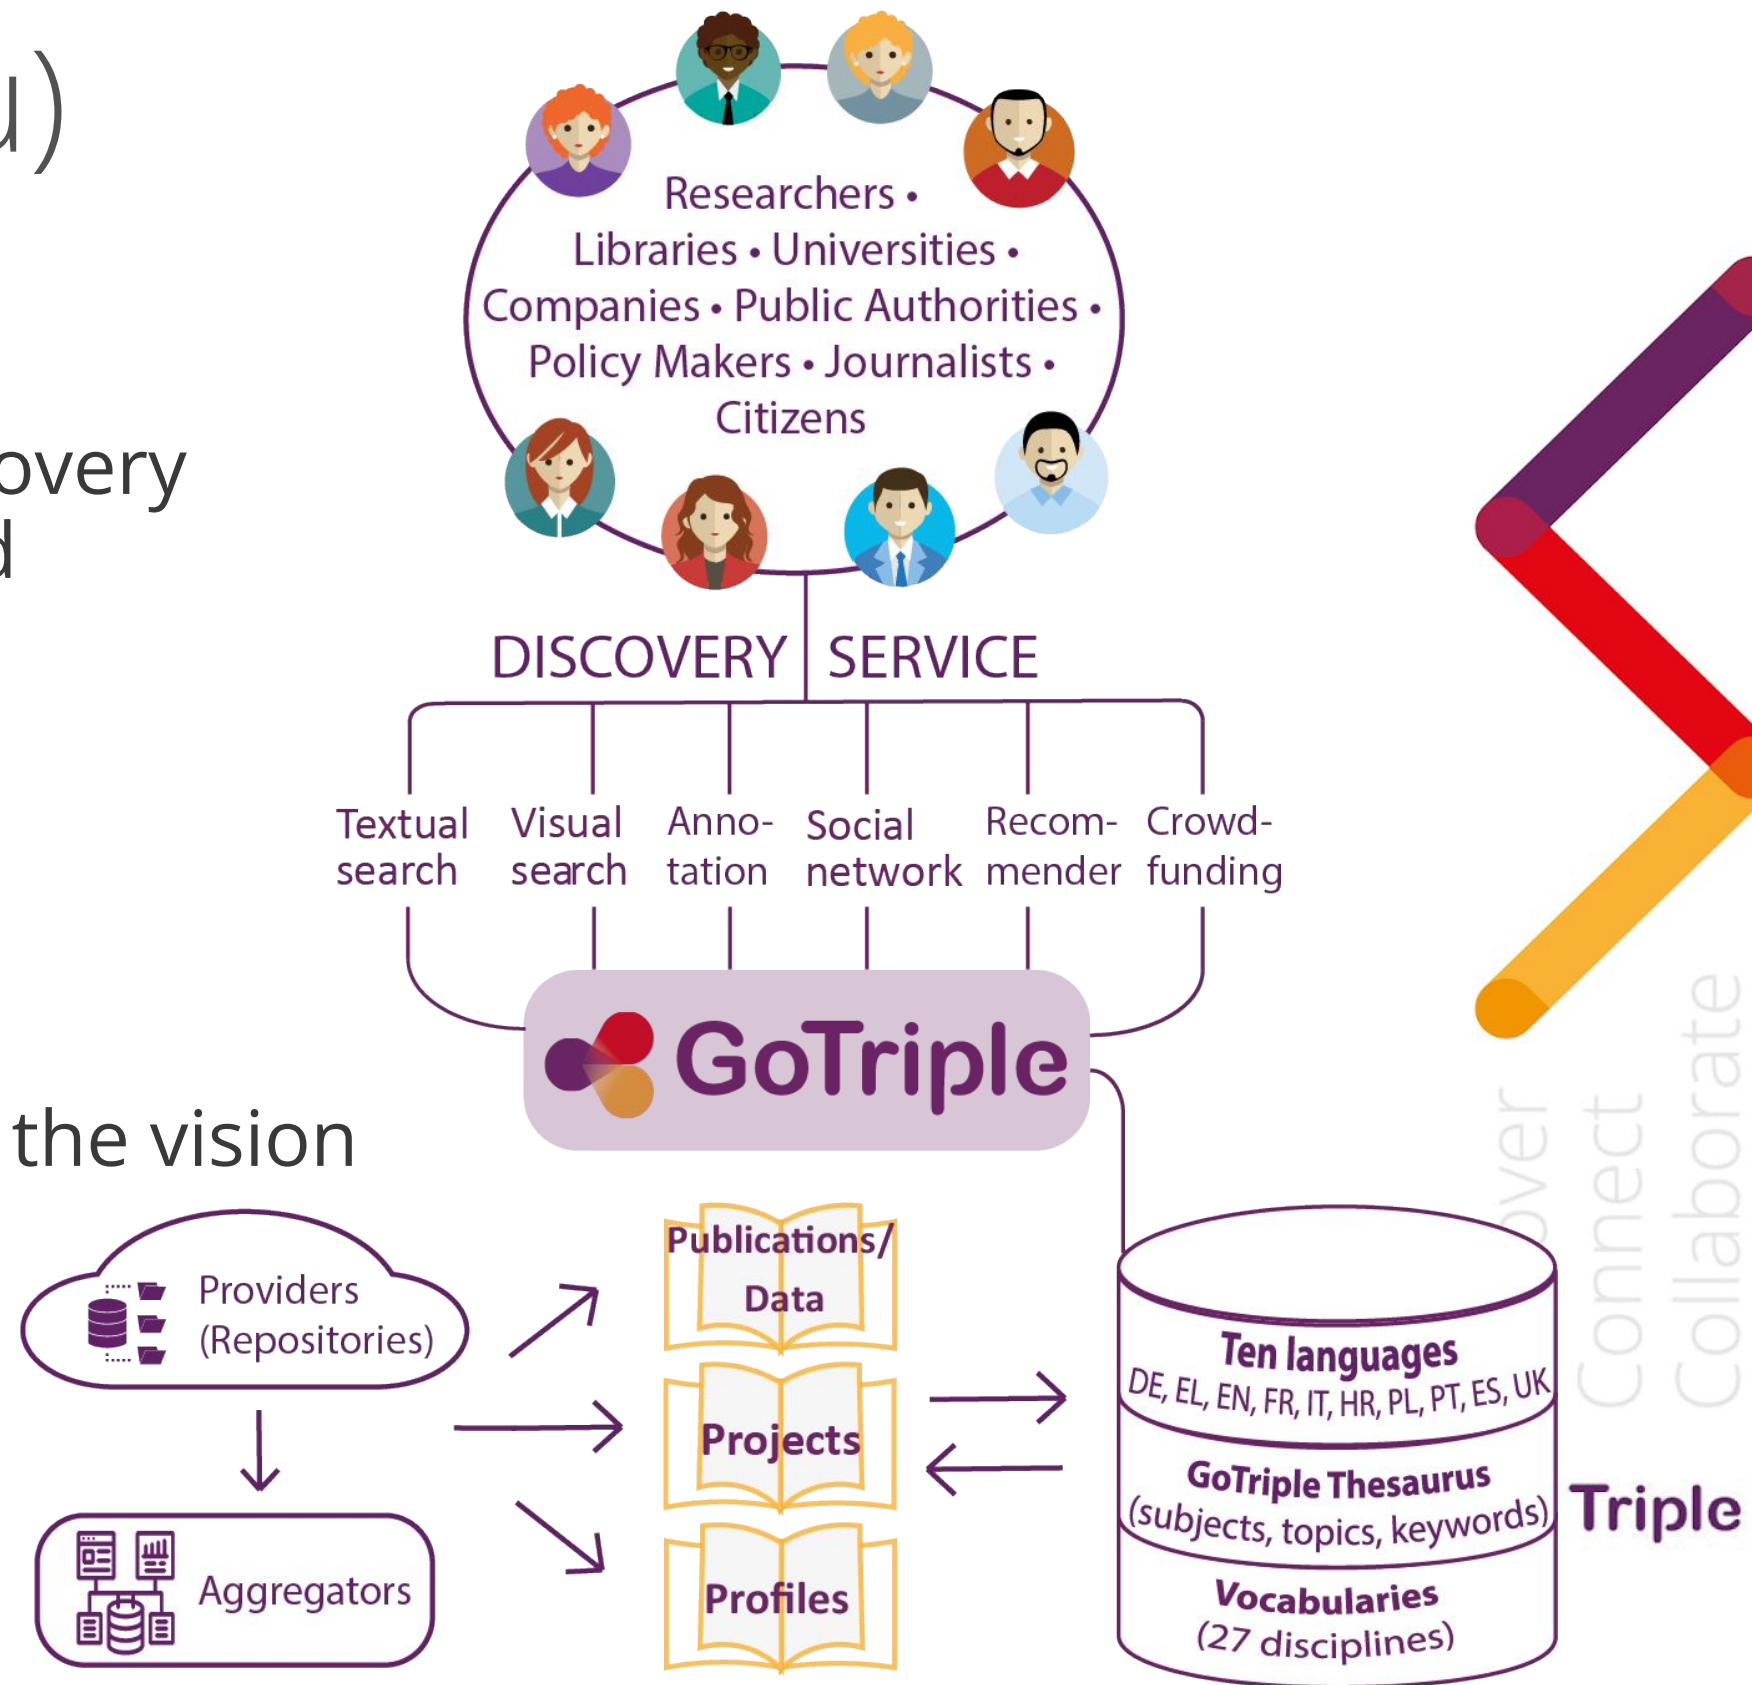 u)
overy
d
the vision
Researchers •
Libraries • Universities •
Companies • Public Authorities •
Policy Makers • Journalists •
Citizens
DISCOVERY SERVICE
Textual
search
Visual
search
Anno-
tation
Social
network
Recom-
mender
Crowd-
funding
GoTriple
Providers
(Repositories)
Aggregators
Publications/
Data
Projects
Profiles
Ten languages
DE, EL, EN, FR, IT, HR, PL, PT, ES, UK
GoTriple Thesaurus
(subjects, topics, keywords)
Vocabularies
(27 disciplines)
over
Connect
Collaborate
Triple